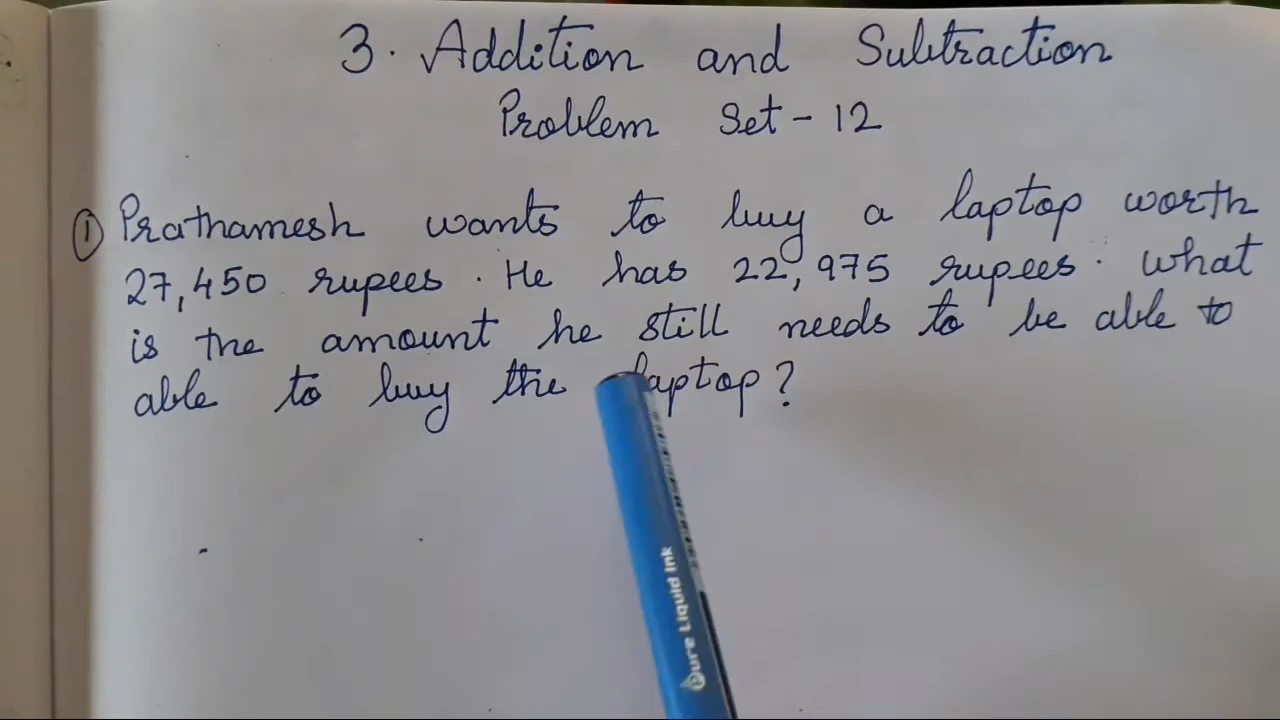 3. Addition and Subtraction
Problem Set - 12
① Prathamesh wants to buy a laptop worth
27,450 rupees. He has 22,975 rupees. what
is the amount he still needs to be able to
able to buy the laptop?
Pure Liquid Ink